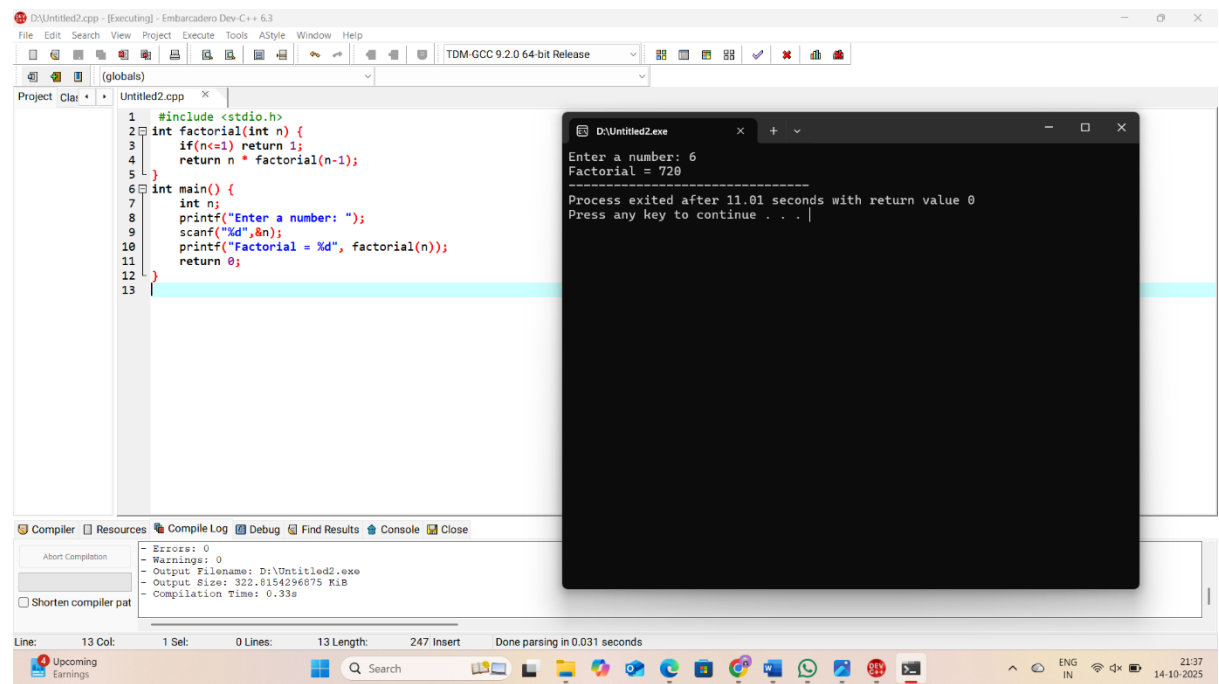 D:\Untitled2.cpp - [Executing] - Embarcadero Dev-C++ 6.3
File Edit Search View Project Execute Tools AStyle Window Help
TDM-GCC 9.2.0 64-bit Release
(globals)
Project Clas
Untitled2.cpp
1 #include <stdio.h>
2 int factorial(int n) {
3 if(n<=1) return 1;
4 return n * factorial(n-1);
5 }
6 int main() {
7 int n;
8 printf("Enter a number: ");
9 scanf("%d",&n);
10 printf("Factorial = %d", factorial(n));
11 return 0;
12 }
13
D:\Untitled2.exe
Enter a number: 6
Factorial = 720
--------------------------------
Process exited after 11.01 seconds with return value 0
Press any key to continue . . .
Compiler Resources Compile Log Debug Find Results Console Close
Abort Compilation
Shorten compiler pat
- Errors: 0
- Warnings: 0
- Output Filename: D:\Untitled2.exe
- Output Size: 322.8154296875 KiB
- Compilation Time: 0.33s
Line: 13 Col: 1 Sel: 0 Lines: 13 Length: 247 Insert Done parsing in 0.031 seconds
4
Upcoming
Earnings
Search
DEV
C++
ENG
IN
21:37
14-10-2025